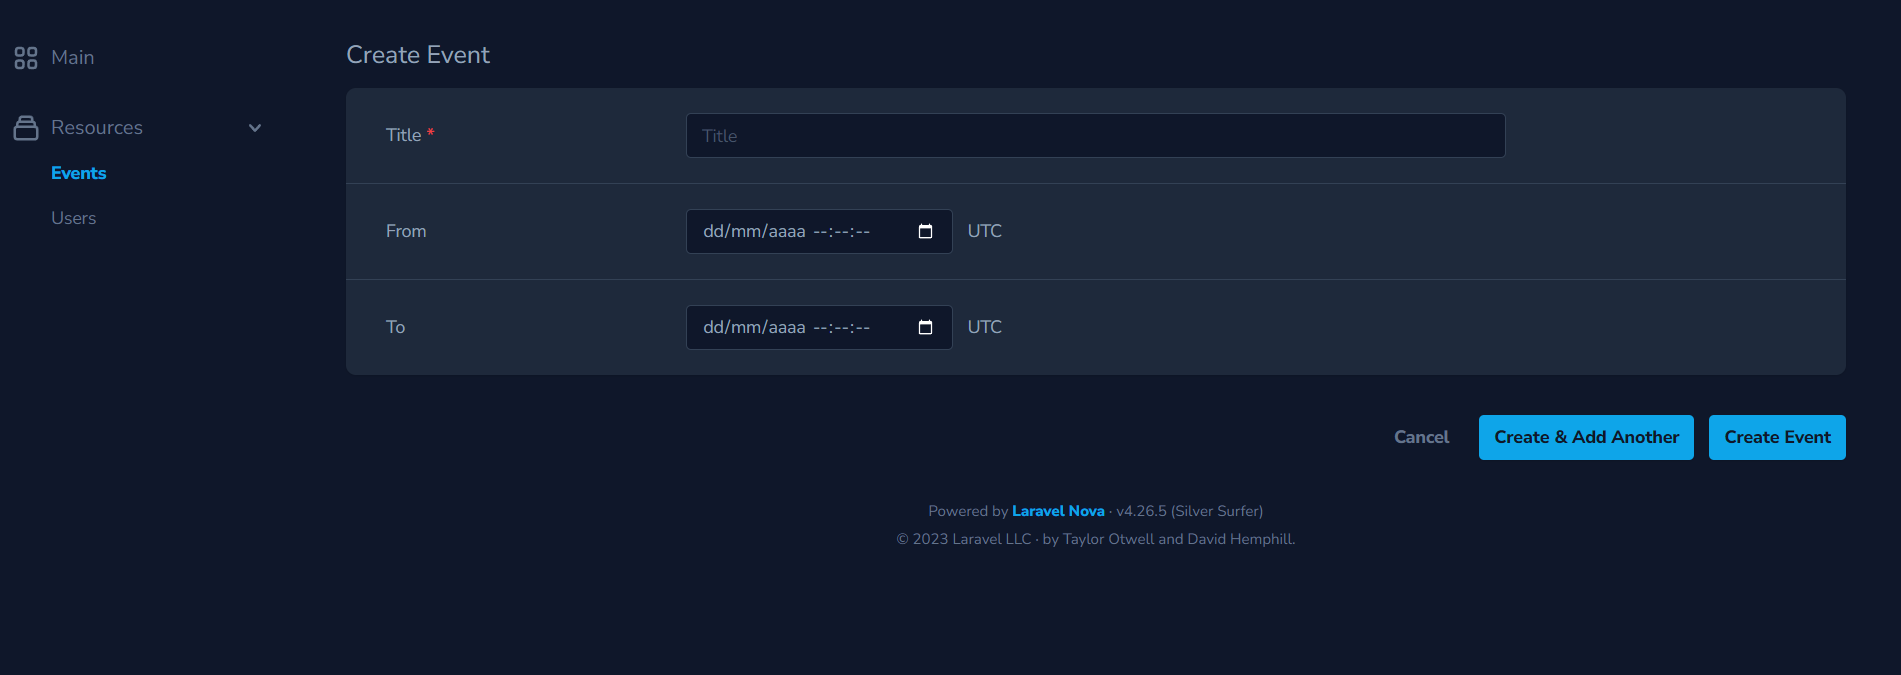 Main
Resources
Events
Users
Create Event
Title *
Title
From
dd/mm/aaaa --:--:--
UTC
To
dd/mm/aaaa --:--:--
UTC
Cancel
Create & Add Another
Create Event
Powered by Laravel Nova · v4.26.5 (Silver Surfer)
© 2023 Laravel LLC · by Taylor Otwell and David Hemphill.